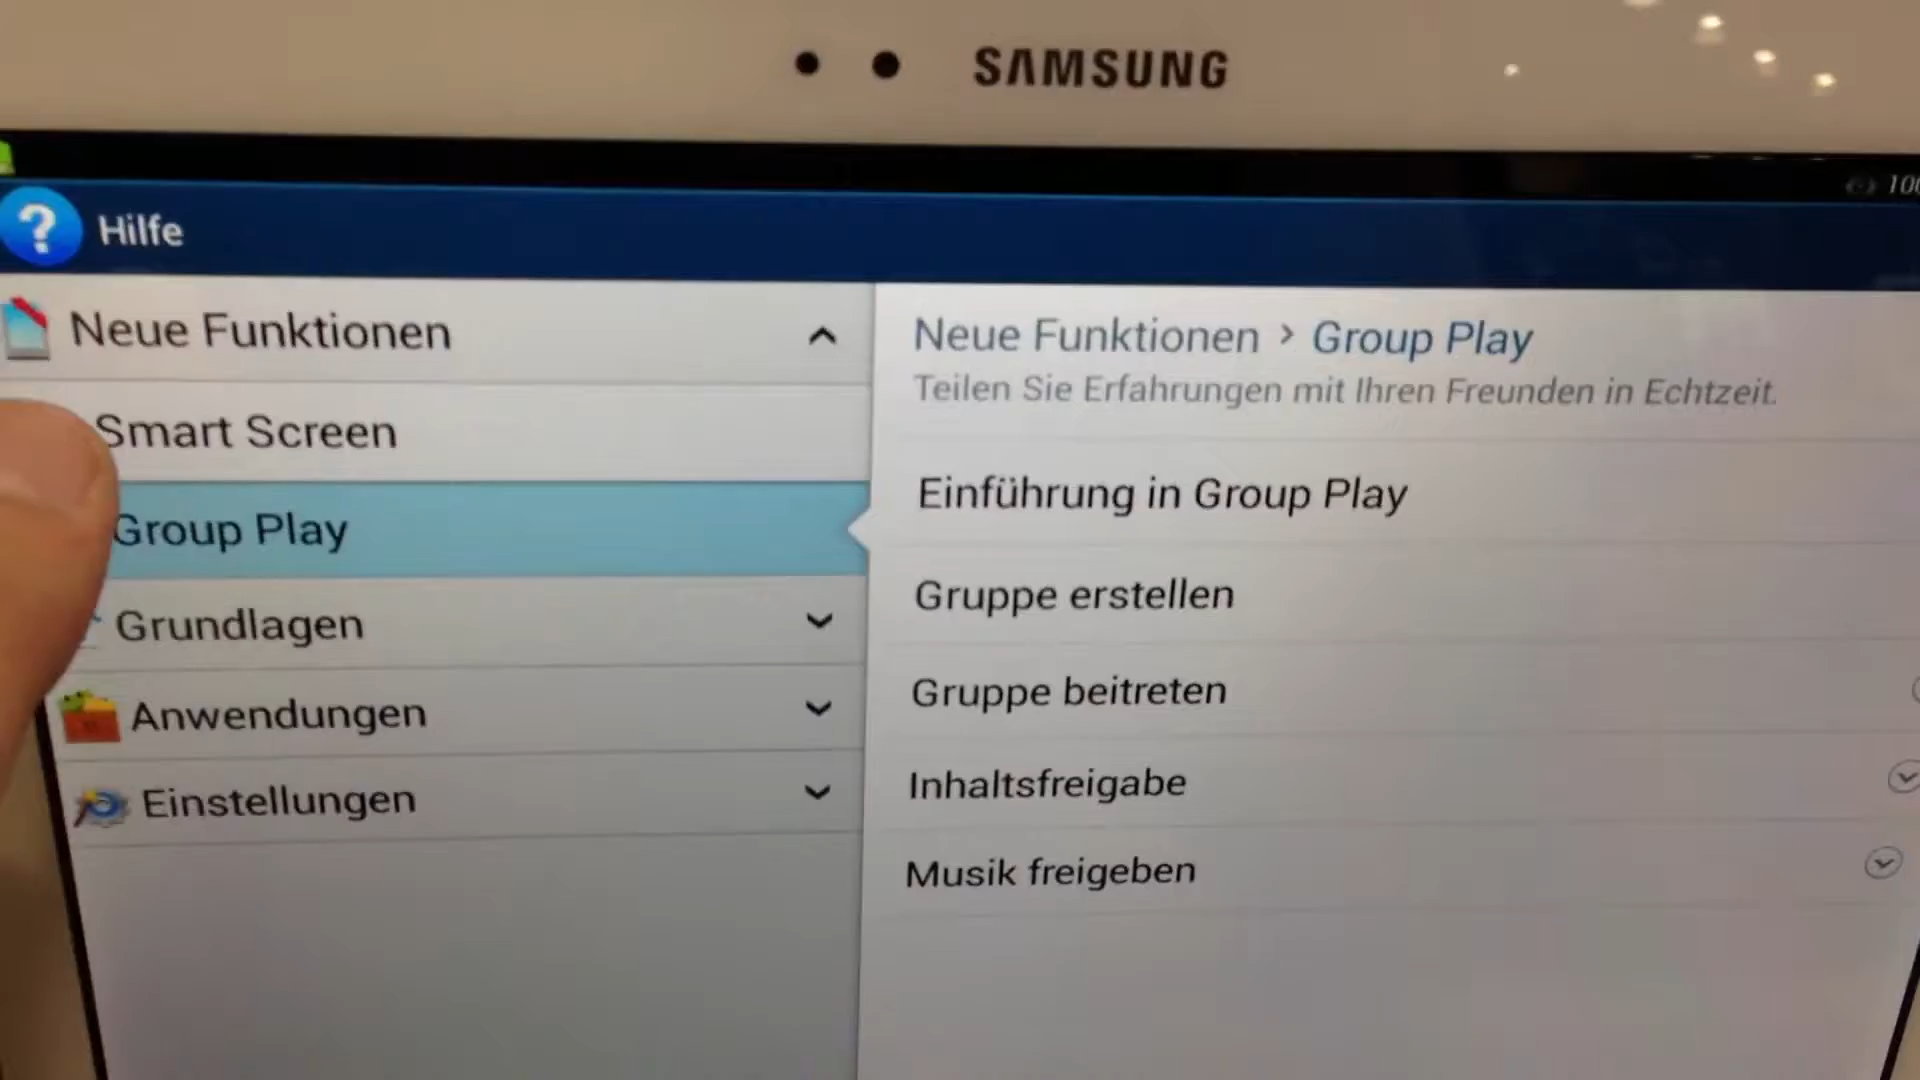 SAMSUNG
100
Hilfe
Neue Funktionen
Smart Screen
Group Play
Grundlagen
Anwendungen
Einstellungen
Neue Funktionen > Group Play
Teilen Sie Erfahrungen mit Ihren Freunden in Echtzeit.
Einführung in Group Play
Gruppe erstellen
Gruppe beitreten
Inhaltsfreigabe
Musik freigeben